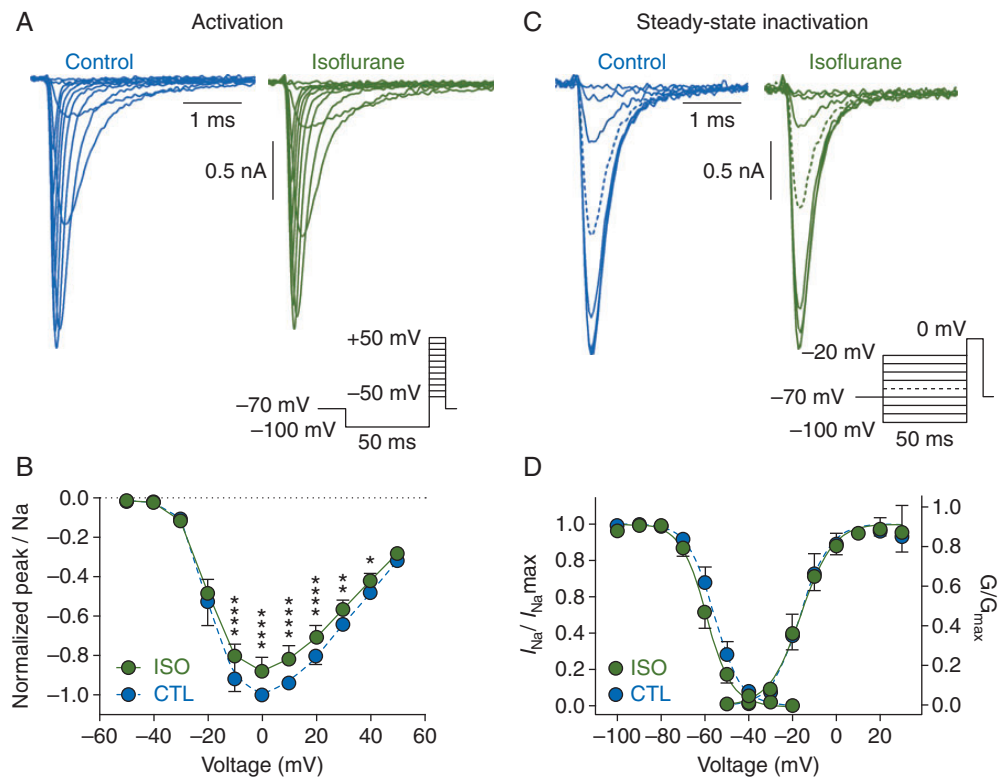 A Activation
Control Isoflurane
1 ms
0.5 nA
+50 mV
−50 mV
−70 mV
−100 mV
50 ms
C Steady-state inactivation
Control Isoflurane
1 ms
0.5 nA
0 mV
−20 mV
−70 mV
−100 mV
50 ms
B
Normalized peak / Na
0.0
−0.2
−0.4
−0.6
−0.8
−1.0
**** **** **** **** ** *
ISO
CTL
−60 −40 −20 0 20 40 60
Voltage (mV)
D
INa/ INamax
1.0
0.8
0.8
0.4
0.2
0.0
G/Gmax
1.0
0.8
0.6
0.4
0.2
0.0
ISO
CTL
−100 −80 −60 −40 −20 0 20
Voltage (mV)